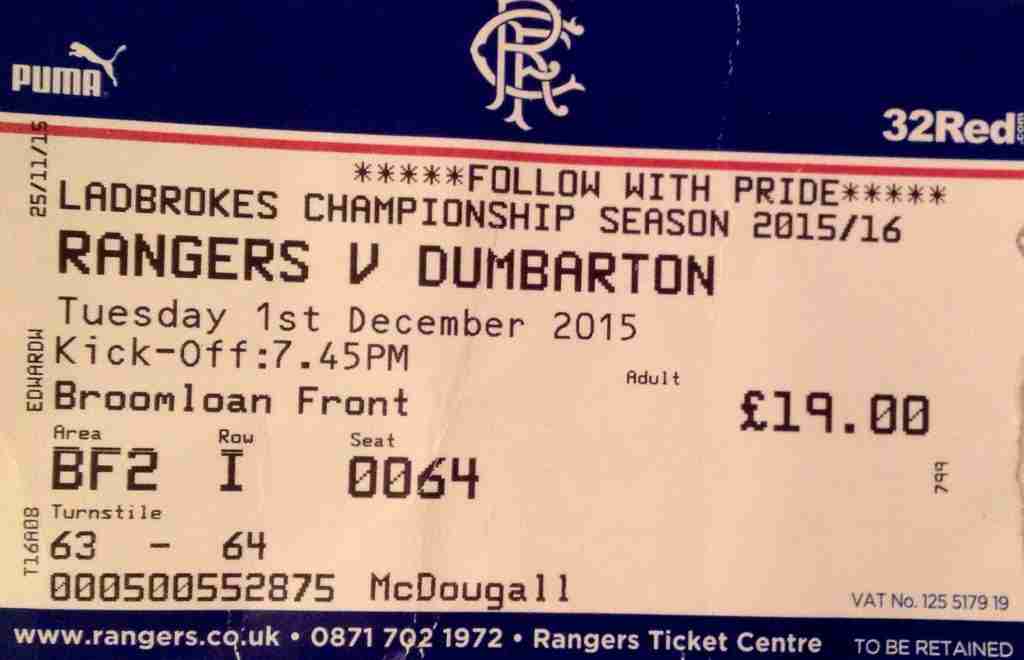 PUMA
32Red.com
25/11/15
*****FOLLOW WITH PRIDE*****
LADBROKES CHAMPIONSHIP SEASON 2015/16
RANGERS V DUMBARTON
Tuesday 1st December 2015
Kick-Off:7.45PM
Adult
EDWARDW
Broomloan Front
£19.00
Area Row Seat
BF2 I 0064
799
Turnstile
63 - 64
T16A08
000500552875 McDougall
VAT No. 125 5179 19
www.rangers.co.uk • 0871 702 1972 • Rangers Ticket Centre TO BE RETAINED